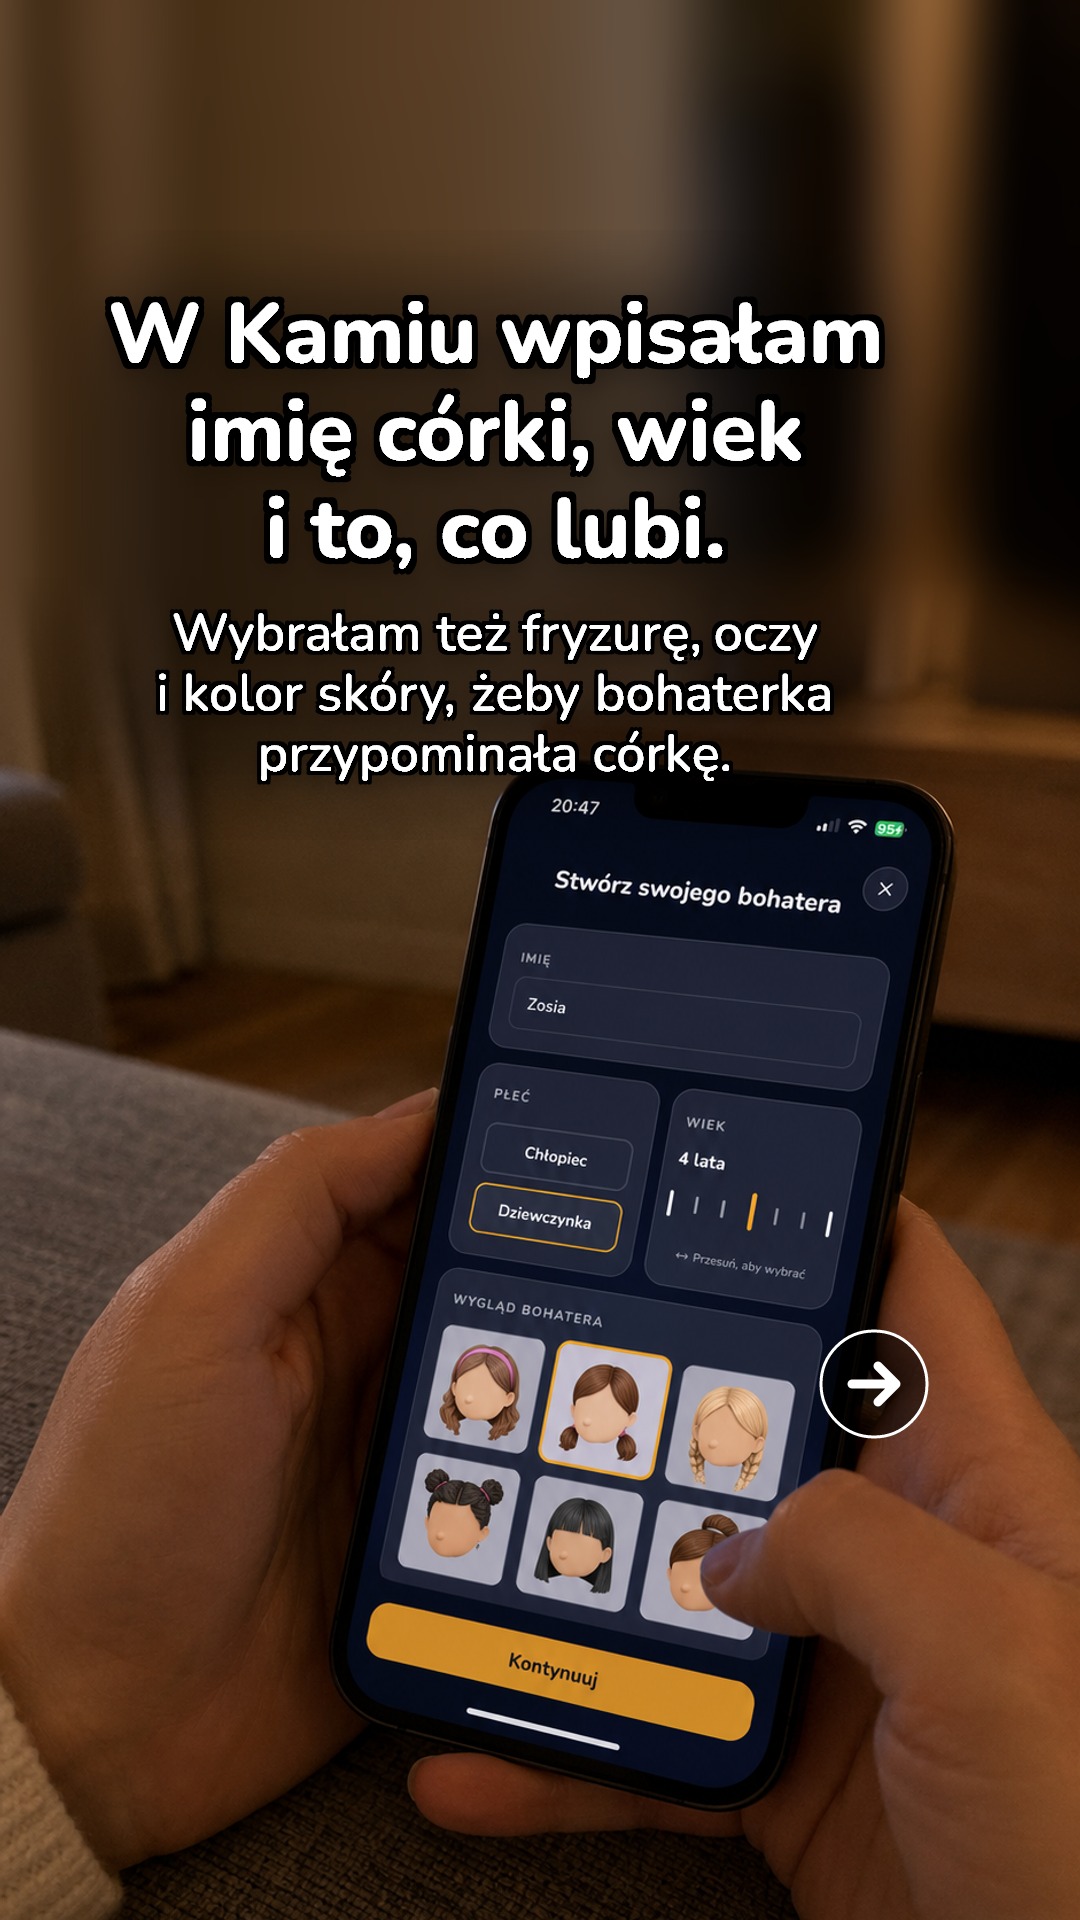 W Kamiu wpisałam
imię córki, wiek
i to, co lubi.
Wybrałam też fryzurę, oczy
i kolor skóry, żeby bohaterka
przypominała córkę.
20:47
95
Stwórz swojego bohatera
IMIĘ
Zosia
PŁEĆ
Chłopiec
Dziewczynka
WIEK
4 lata
↔ Przesuń, aby wybrać
WYGLĄD BOHATERA
Kontynuuj